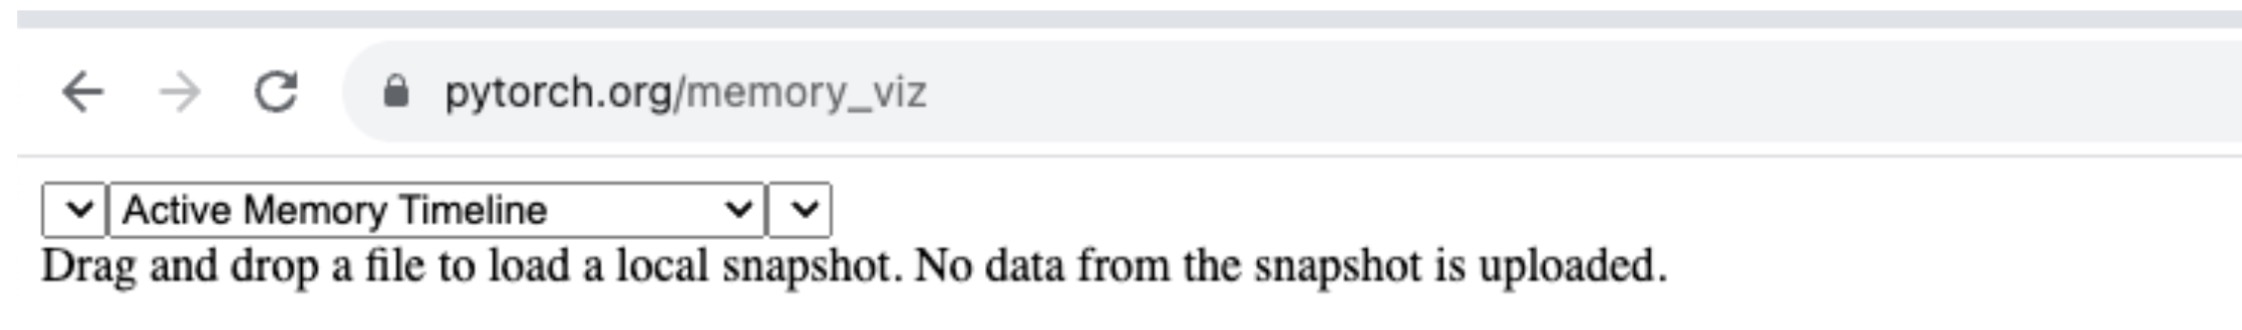 pytorch.org/memory_viz
Active Memory Timeline
Drag and drop a file to load a local snapshot. No data from the snapshot is uploaded.